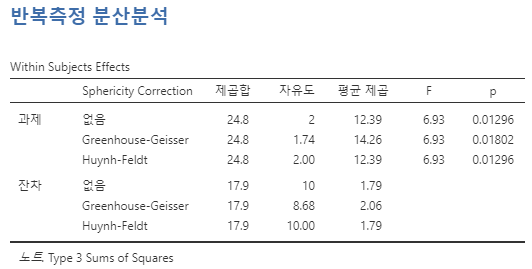 반복측정 분산분석
Within Subjects Effects
Sphericity Correction 제곱합 자유도 평균 제곱 F p
과제 없음 24.8 2 12.39 6.93 0.01296
Greenhouse-Geisser 24.8 1.74 14.26 6.93 0.01802
Huynh-Feldt 24.8 2.00 12.39 6.93 0.01296
잔차 없음 17.9 10 1.79
Greenhouse-Geisser 17.9 8.68 2.06
Huynh-Feldt 17.9 10.00 1.79
노트. Type 3 Sums of Squares